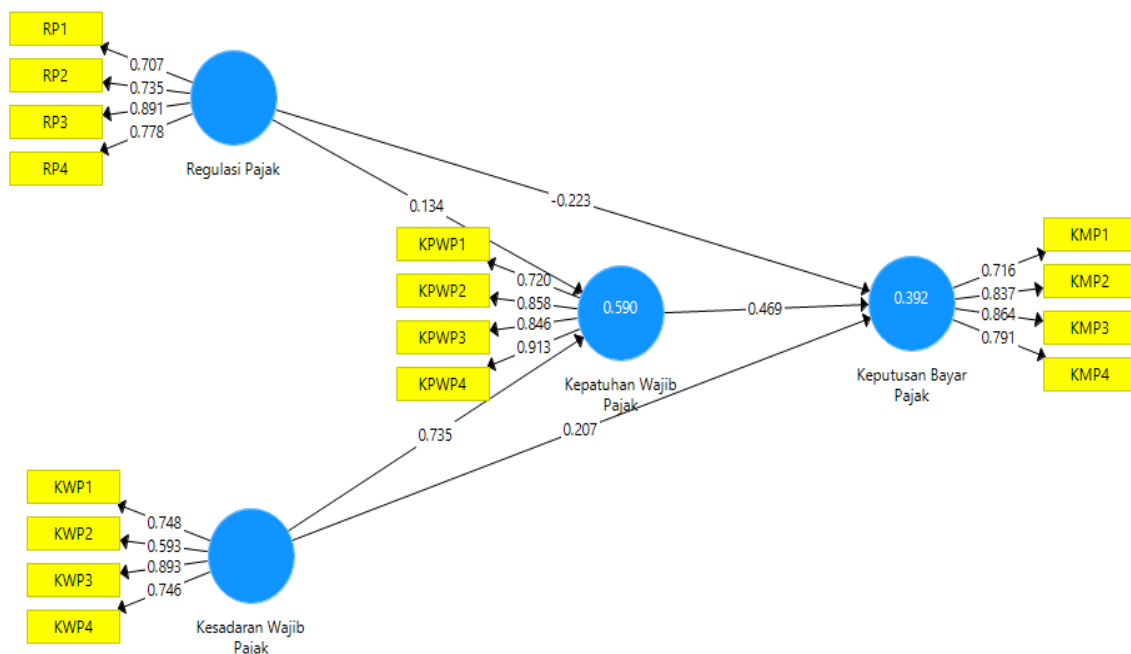 RP1
0.707
RP2
0.735
RP3
0.891
RP4
0.778
Regulasi Pajak
0.134
-0.223
KPWP1
0.720
KPWP2
0.858
KPWP3
0.846
KPWP4
0.913
0.590
Kepatuhan Wajib
Pajak
0.469
0.392
Keputusan Bayar
Pajak
KMP1
0.716
KMP2
0.837
KMP3
0.864
KMP4
0.791
0.735
0.207
KWP1
0.748
KWP2
0.593
KWP3
0.893
KWP4
0.746
Kesadaran Wajib
Pajak